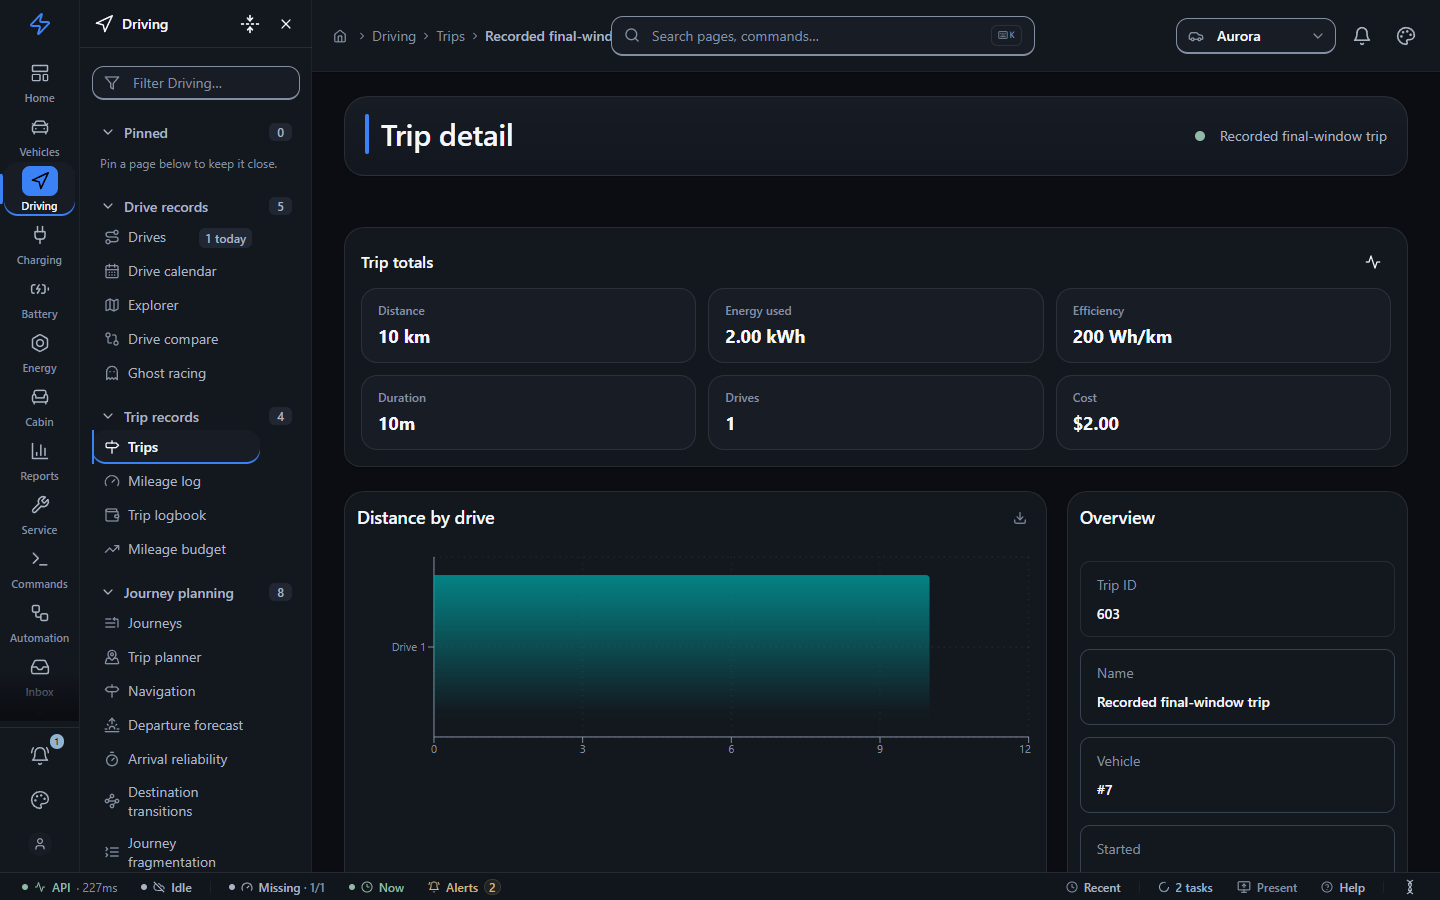 Driving
Driving
Trips
Recorded final-wind
Search pages, commands...
K
Aurora
Home
Vehicles
Driving
Charging
Battery
Energy
Cabin
Reports
Service
Commands
Automation
Inbox
1
Filter Driving...
Pinned
0
Pin a page below to keep it close.
Drive records
5
Drives
1 today
Drive calendar
Explorer
Drive compare
Ghost racing
Trip records
4
Trips
Mileage log
Trip logbook
Mileage budget
Journey planning
8
Journeys
Trip planner
Navigation
Departure forecast
Arrival reliability
Destination
transitions
Journey
fragmentation
Trip detail
Recorded final-window trip
Trip totals
Distance
10 km
Energy used
2.00 kWh
Efficiency
200 Wh/km
Duration
10m
Drives
1
Cost
$2.00
Distance by drive
Drive 1
0
3
6
9
12
Overview
Trip ID
603
Name
Recorded final-window trip
Vehicle
#7
Started
API · 227ms
Idle
Missing · 1/1
Now
Alerts 2
Recent
2 tasks
Present
Help